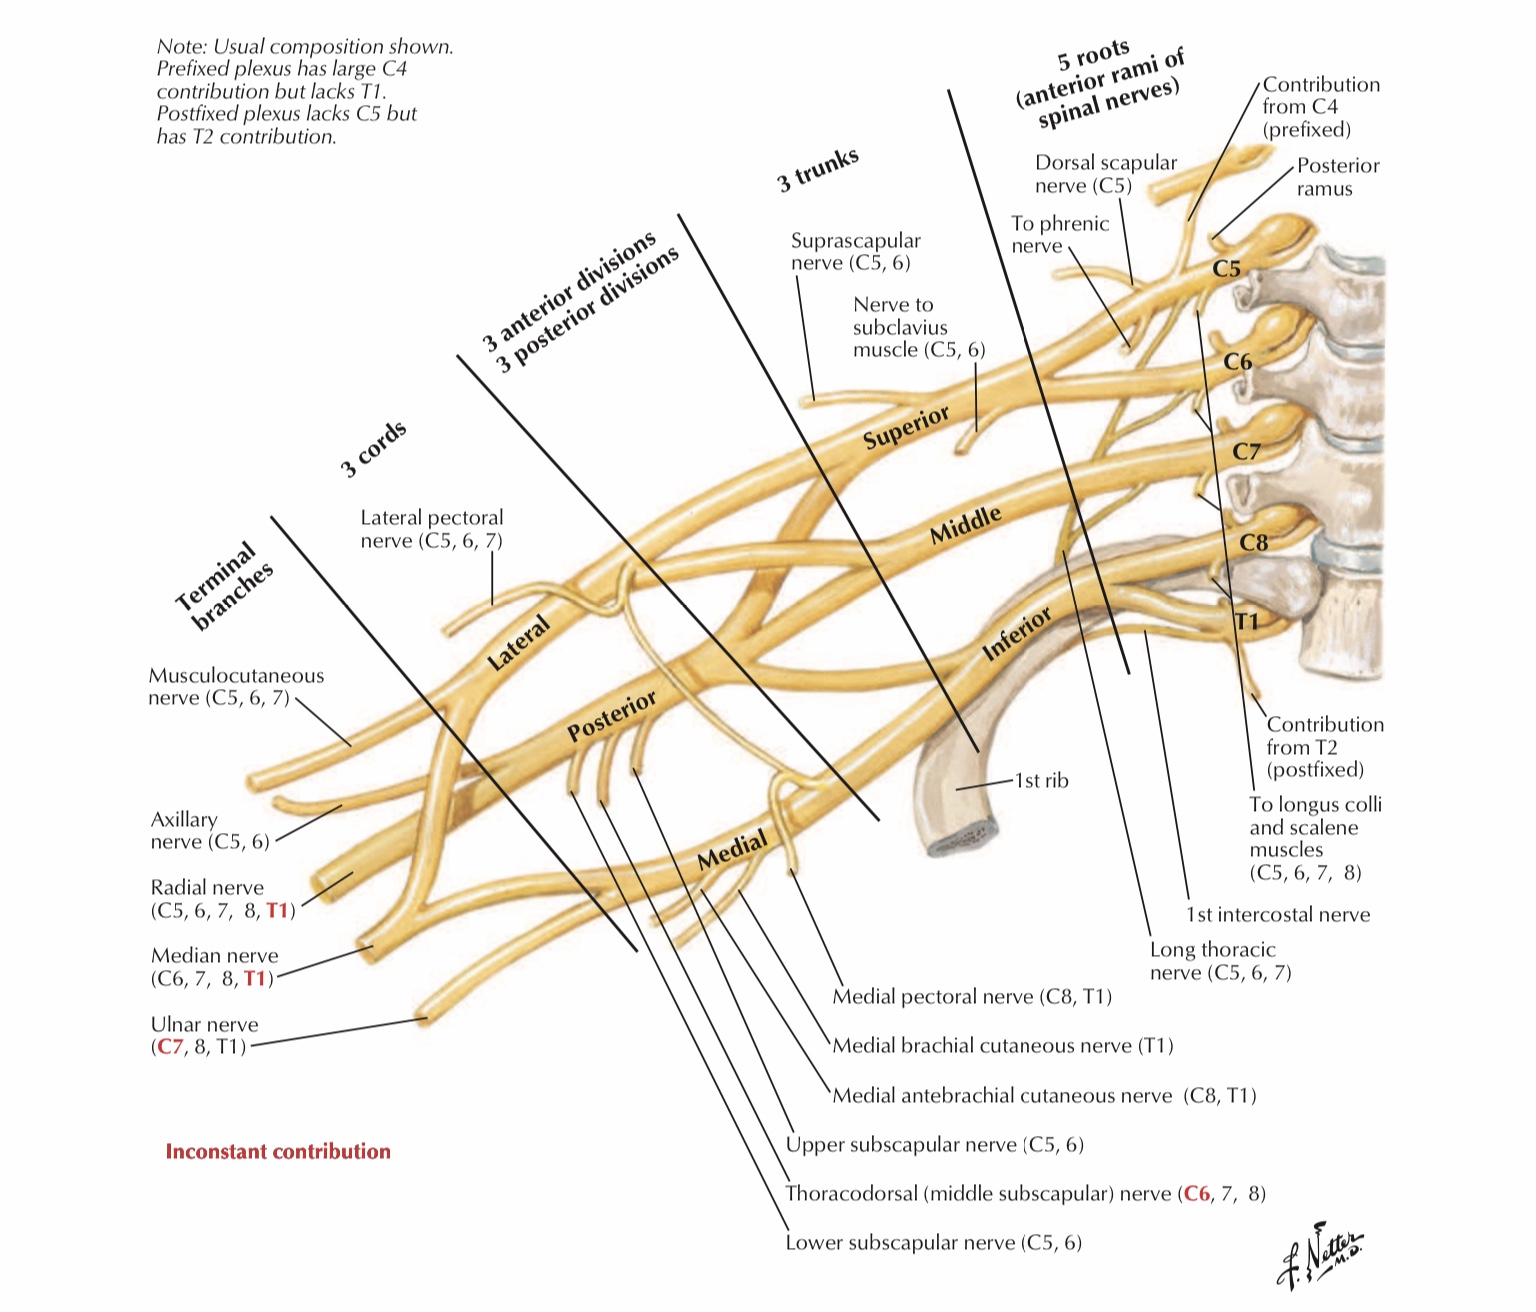 Note: Usual composition shown.
Prefixed plexus has large C4
contribution but lacks T1.
Postfixed plexus lacks C5 but
has T2 contribution.
5 roots
(anterior rami of
spinal nerves)
Contribution
from C4
(prefixed)
Dorsal scapular
nerve (C5)
Posterior
ramus
3 trunks
To phrenic
nerve
Suprascapular
nerve (C5, 6)
C5
3 anterior divisions
3 posterior divisions
Nerve to
subclavius
muscle (C5, 6)
C6
Superior
C7
3 cords
Middle
C8
Lateral pectoral
nerve (C5, 6, 7)
Terminal
branches
T1
Inferior
Lateral
Musculocutaneous
nerve (C5, 6, 7)
Posterior
Contribution
from T2
(postfixed)
1st rib
To longus colli
and scalene
muscles
(C5, 6, 7, 8)
Axillary
nerve (C5, 6)
Medial
Radial nerve
(C5, 6, 7, 8, T1)
1st intercostal nerve
Long thoracic
nerve (C5, 6, 7)
Median nerve
(C6, 7, 8, T1)
Medial pectoral nerve (C8, T1)
Ulnar nerve
(C7, 8, T1)
Medial brachial cutaneous nerve (T1)
Medial antebrachial cutaneous nerve (C8, T1)
Upper subscapular nerve (C5, 6)
Inconstant contribution
Thoracodorsal (middle subscapular) nerve (C6, 7, 8)
Lower subscapular nerve (C5, 6)
F. Netter
M.D.